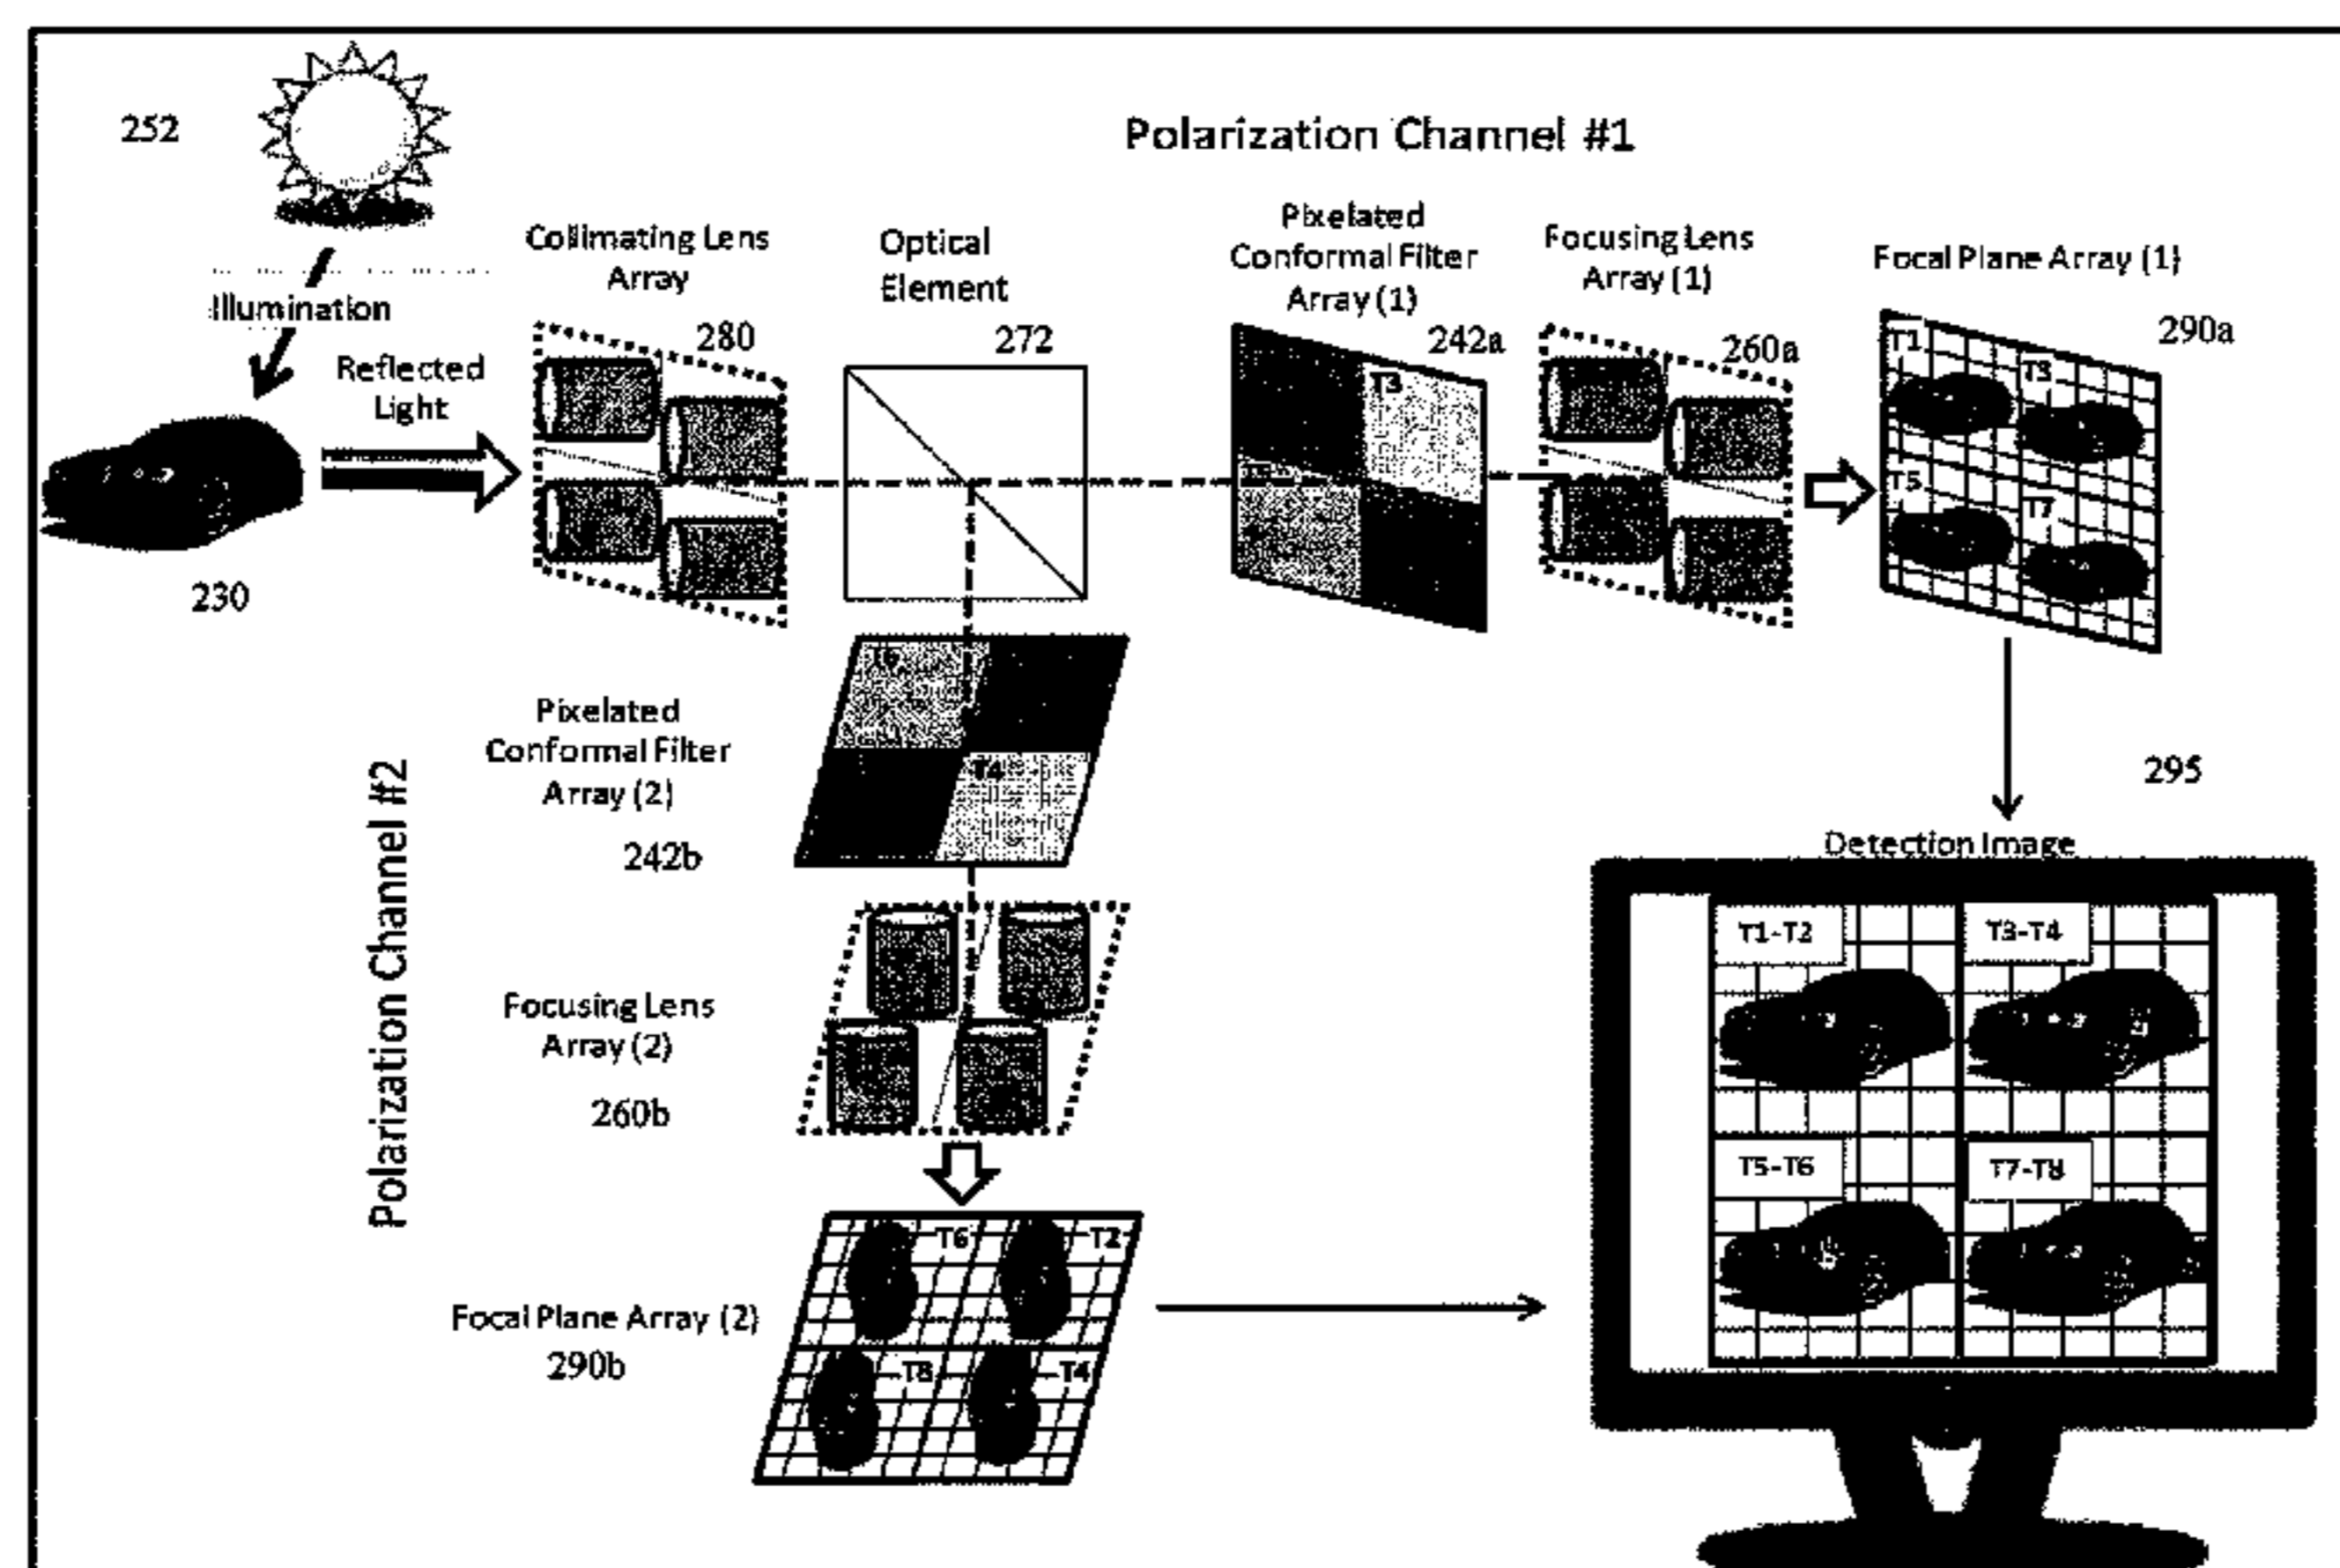 252
Polarization Channel #1
Illumination
Reflected
Light
230
Collimating Lens
Array
280
Optical
Element
272
Pixelated
Conformal Filter
Array (1)
242a
T3
Focusing Lens
Array (1)
260a
Focal Plane Array (1)
290a
T1
T3
T5
T7
Polarization Channel #2
Pixelated
Conformal Filter
Array (2)
242b
T6
T4
Focusing Lens
Array (2)
260b
Focal Plane Array (2)
290b
T6
T2
T8
T4
295
Detection Image
T1-T2
T3-T4
T5-T6
T7-T8